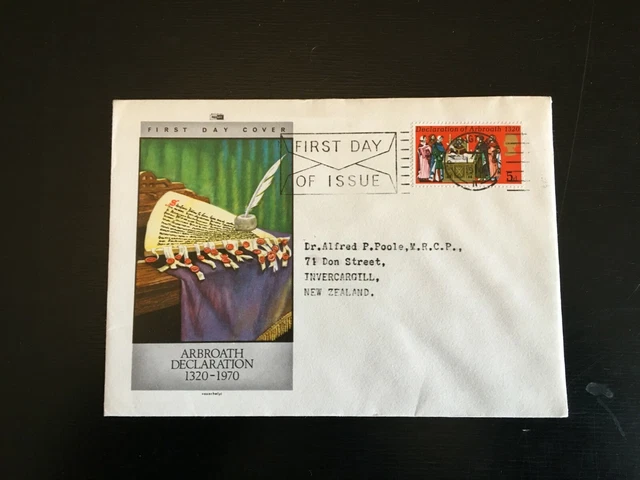 FIRST DAY COVER
ARBROATH
DECLARATION
1320-1970
FIRST DAY
OF ISSUE
Declaration of Arbroath 1320
5d
Dr.Alfred P.Poole,M.R.C.P.,
71 Don Street,
INVERCARGILL,
NEW ZEALAND.